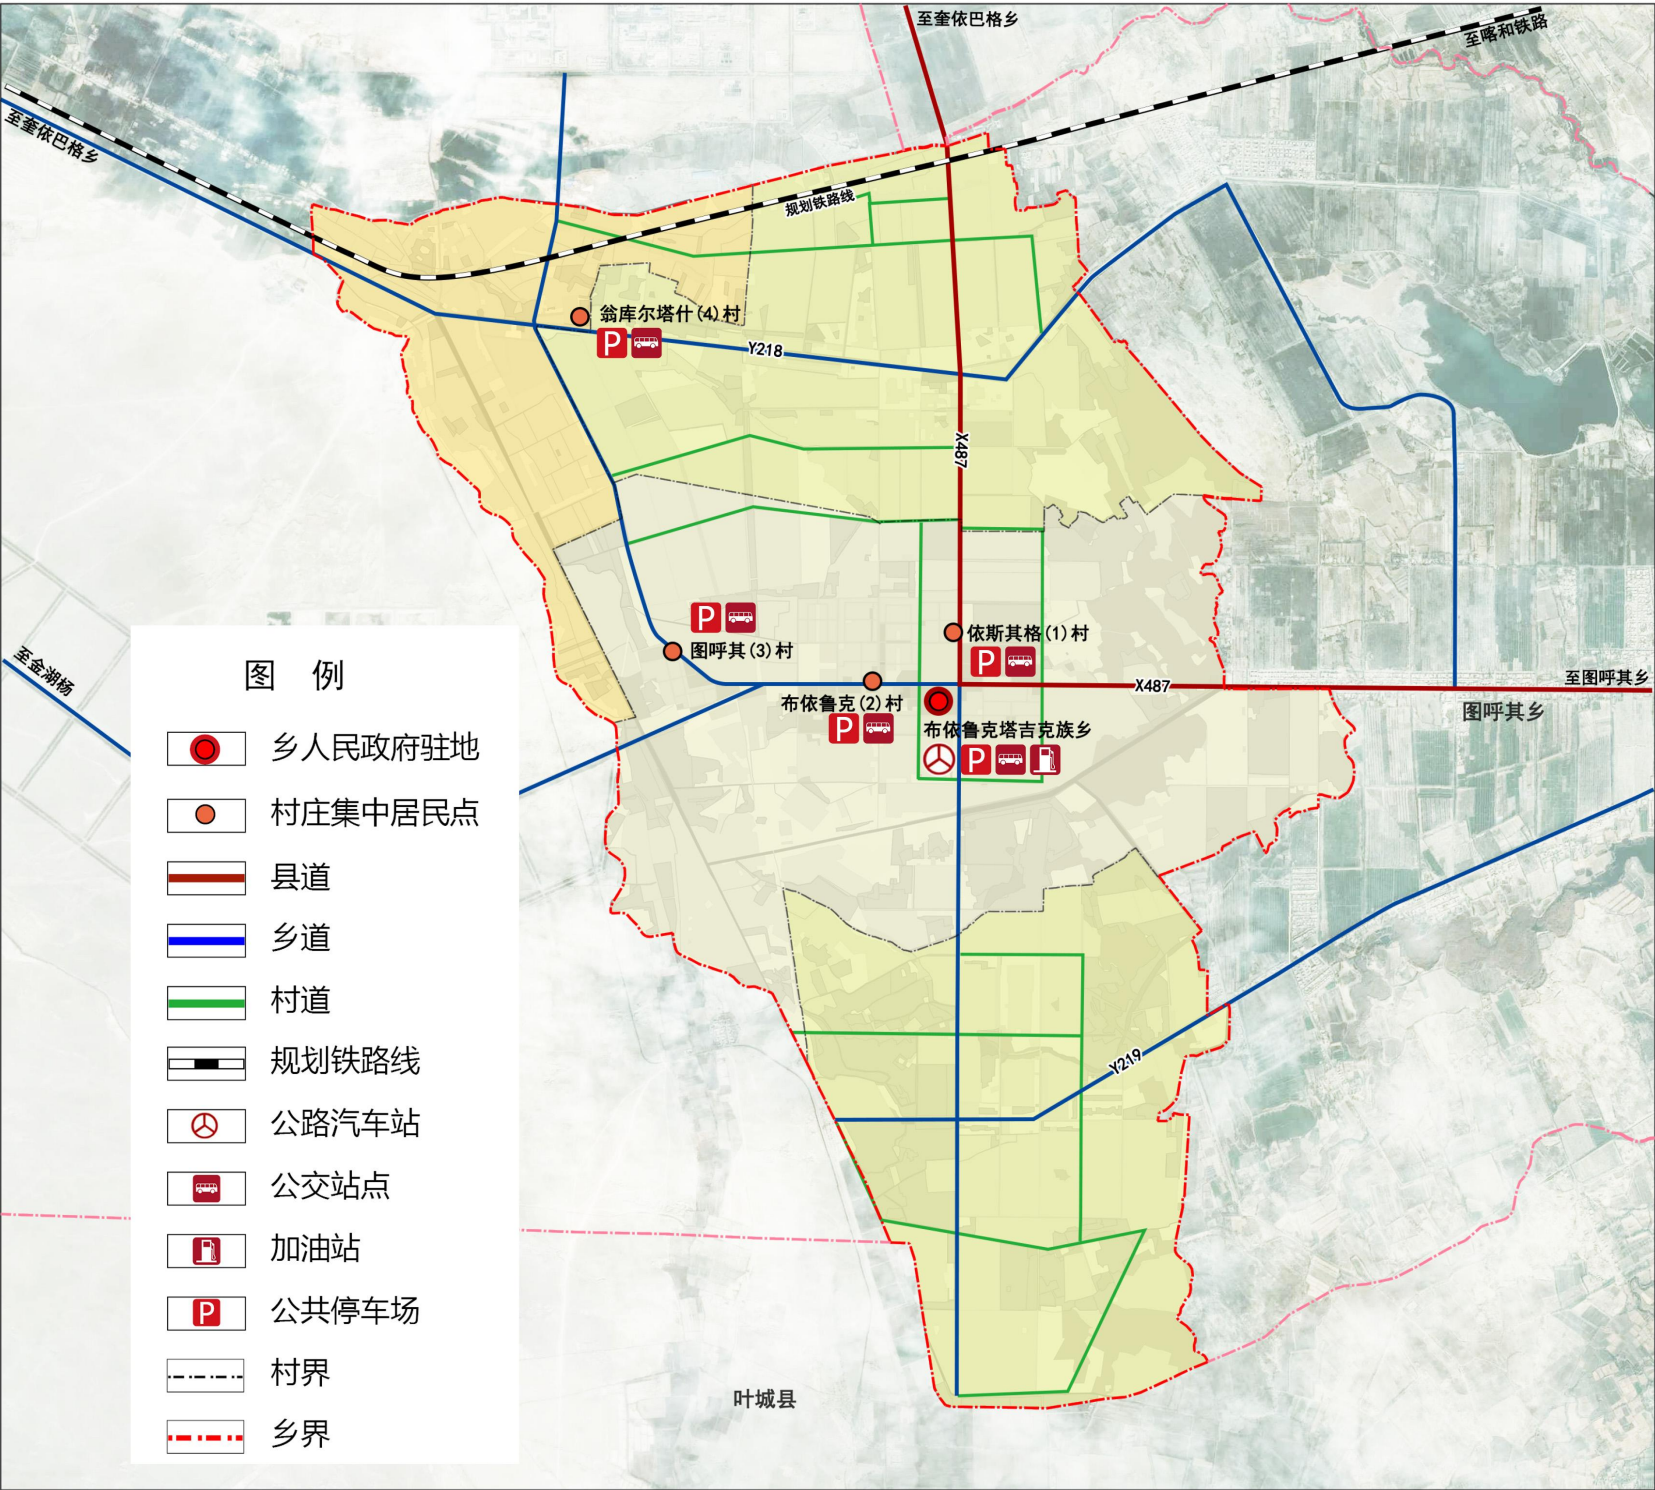 至奎依巴格乡
至喀和铁路
至奎依巴格乡
规划铁路线
翁库尔塔什(4)村
P
Y218
X487
P
依斯其格(1)村
图呼其(3)村
P
至图呼其乡
X487
至金湖杨
布依鲁克(2)村
图呼其乡
P
布依鲁克塔吉克族乡
P
Y219
叶城县
图 例
乡人民政府驻地
村庄集中居民点
县道
乡道
村道
规划铁路线
公路汽车站
公交站点
加油站
P 公共停车场
村界
乡界